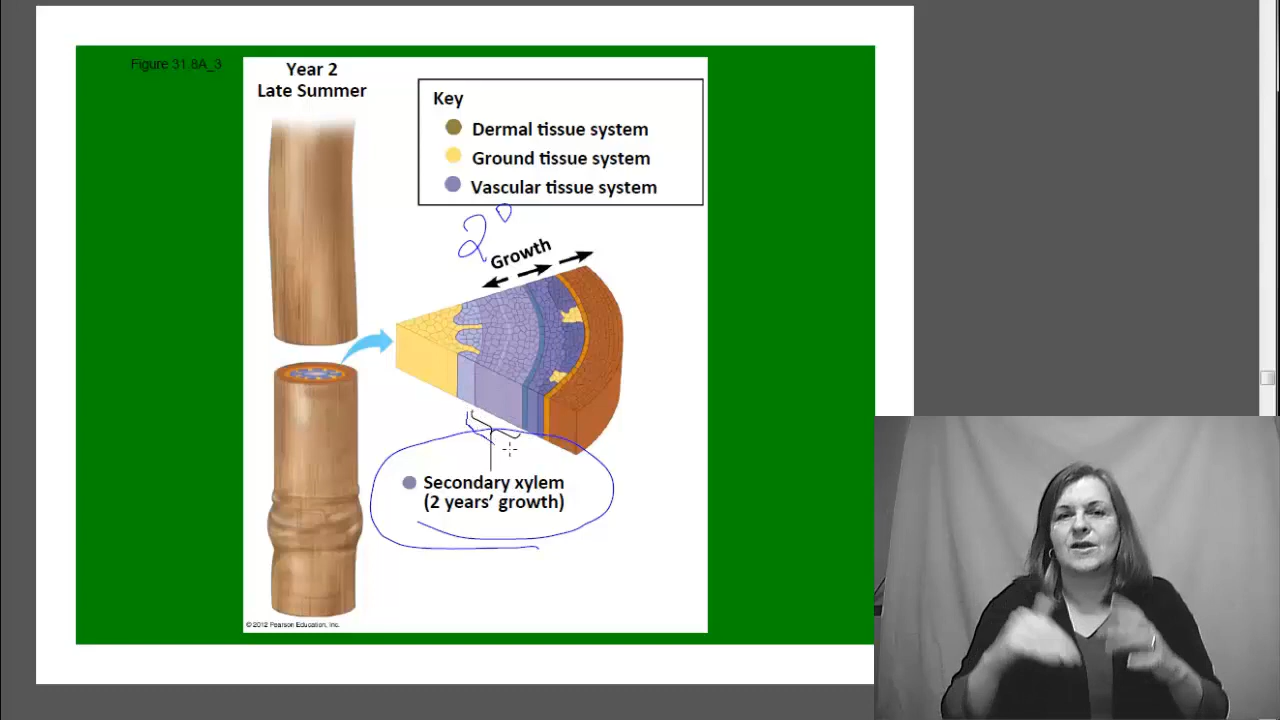 Figure 31.8A_3
Year 2
Late Summer
Key
Dermal tissue system
Ground tissue system
Vascular tissue system
2°
Growth
Secondary xylem
(2 years' growth)
© 2012 Pearson Education, Inc.